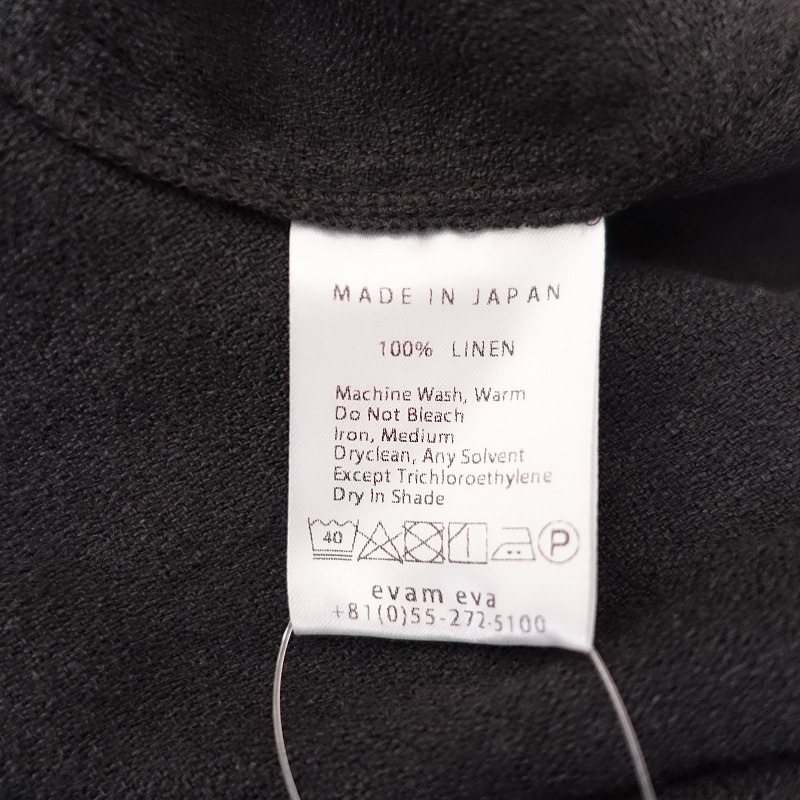 MADE IN JAPAN
100% LINEN
Machine Wash, Warm
Do Not Bleach
Iron, Medium
Dryclean, Any Solvent
Except Trichloroethylene
Dry In Shade
40 P
evam eva
+81(0)55-272-5100